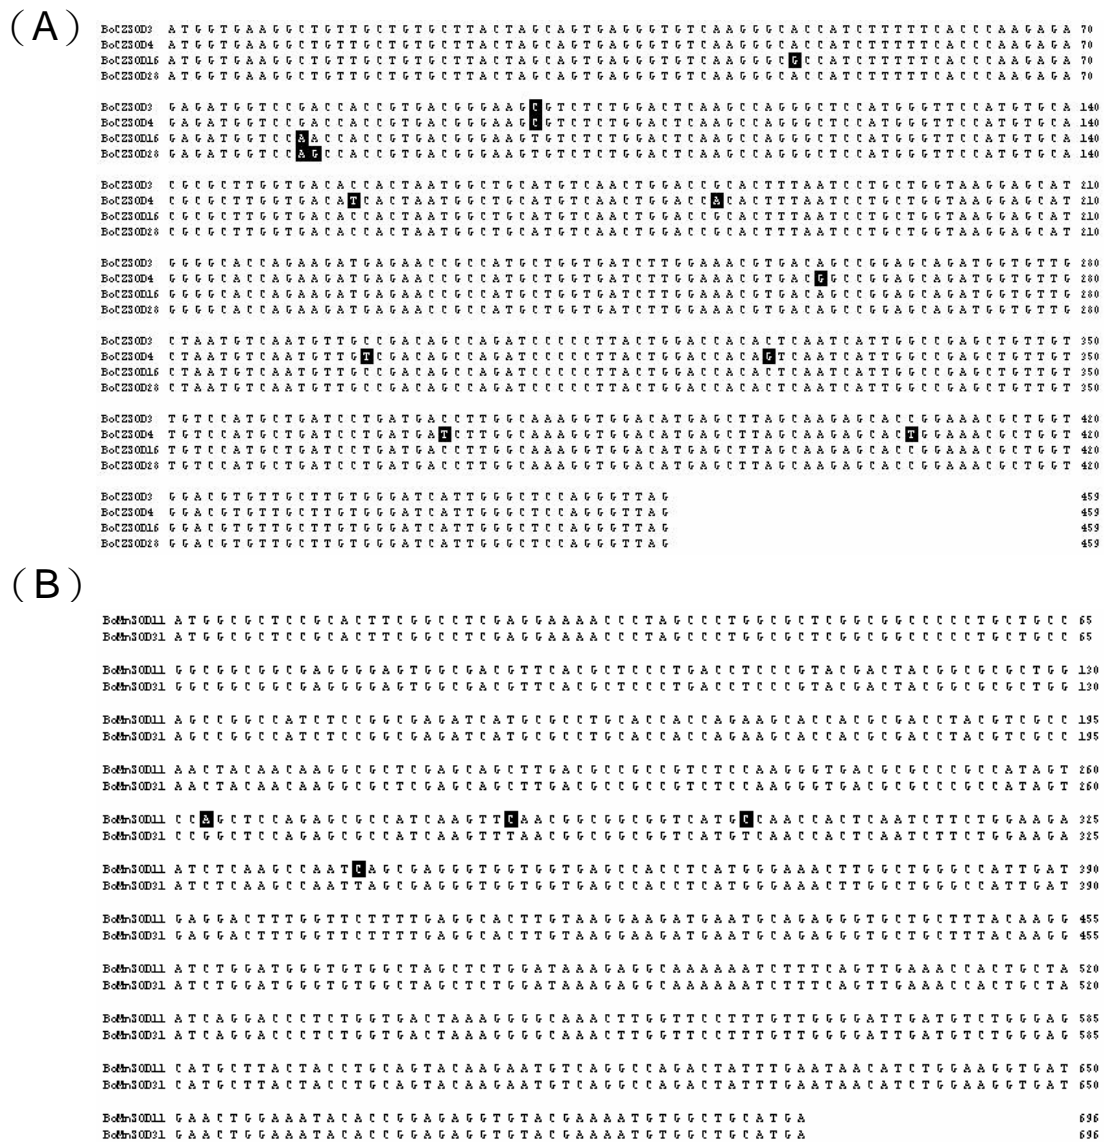 (A)
BoCZSOD3 ATGGTGAAGGCTGTTGCTGTGCTTACTAGCAGTGAGGGTGTCAAGGGCACCATCTTTTTCACCCAAGAGA 70
BoCZSOD4 ATGGTGAAGGCTGTTGCTGTGCTTACTAGCAGTGAGGGTGTCAAGGGCACCATCTTTTTCACCCAAGAGA 70
BoCZSOD16 ATGGTGAAGGCTGTTGCTGTGCTTACTAGCAGTGAGGGTGTCAAGGGCGCCATCTTTTTCACCCAAGAGA 70
BoCZSOD28 ATGGTGAAGGCTGTTGCTGTGCTTACTAGCAGTGAGGGTGTCAAGGGCACCATCTTTTTCACCCAAGAGA 70
BoCZSOD3 GAGATGGTCCGACCACCGTGACGGGAAGCGTCTCTGGACTCAAGCCAGGGCTCCATGGGTTCCATGTGCA 140
BoCZSOD4 GAGATGGTCCGACCACCGTGACGGGAAGCGTCTCTGGACTCAAGCCAGGGCTCCATGGGTTCCATGTGCA 140
BoCZSOD16 GAGATGGTCCAACCACCGTGACGGGAAGTGTCTCTGGACTCAAGCCAGGGCTCCATGGGTTCCATGTGCA 140
BoCZSOD28 GAGATGGTCCAGCCACCGTGACGGGAAGTGTCTCTGGACTCAAGCCAGGGCTCCATGGGTTCCATGTGCA 140
BoCZSOD3 CGCGCTTGGTGACACCACTAATGGCTGCATGTCAACTGGACCGCACTTTAATCCTGCTGGTAAGGAGCAT 210
BoCZSOD4 CGCGCTTGGTGACATCACTAATGGCTGCATGTCAACTGGACCACACTTTAATCCTGCTGGTAAGGAGCAT 210
BoCZSOD16 CGCGCTTGGTGACACCACTAATGGCTGCATGTCAACTGGACCGCACTTTAATCCTGCTGGTAAGGAGCAT 210
BoCZSOD28 CGCGCTTGGTGACACCACTAATGGCTGCATGTCAACTGGACCGCACTTTAATCCTGCTGGTAAGGAGCAT 210
BoCZSOD3 GGGGCACCAGAAGATGAGAACCGCCATGCTGGTGATCTTGGAAACGTGACAGCCGGAGCAGATGGTGTTG 280
BoCZSOD4 GGGGCACCAGAAGATGAGAACCGCCATGCTGGTGATCTTGGAAACGTGACGGCCGGAGCAGATGGTGTTG 280
BoCZSOD16 GGGGCACCAGAAGATGAGAACCGCCATGCTGGTGATCTTGGAAACGTGACAGCCGGAGCAGATGGTGTTG 280
BoCZSOD28 GGGGCACCAGAAGATGAGAACCGCCATGCTGGTGATCTTGGAAACGTGACAGCCGGAGCAGATGGTGTTG 280
BoCZSOD3 CTAATGTCAATGTTGCCGACAGCCAGATCCCCCTTACTGGACCACACTCAATCATTGGCCGAGCTGTTGT 350
BoCZSOD4 CTAATGTCAATGTTGTCGACAGCCAGATCCCCCTTACTGGACCACAGTCAATCATTGGCCGAGCTGTTGT 350
BoCZSOD16 CTAATGTCAATGTTGCCGACAGCCAGATCCCCCTTACTGGACCACACTCAATCATTGGCCGAGCTGTTGT 350
BoCZSOD28 CTAATGTCAATGTTGCCGACAGCCAGATCCCCCTTACTGGACCACACTCAATCATTGGCCGAGCTGTTGT 350
BoCZSOD3 TGTCCATGCTGATCCTGATGACCTTGGCAAAGGTGGACATGAGCTTAGCAAGAGCACCGGAAACGCTGGT 420
BoCZSOD4 TGTCCATGCTGATCCTGATGATCTTGGCAAAGGTGGACATGAGCTTAGCAAGAGCACTGGAAACGCTGGT 420
BoCZSOD16 TGTCCATGCTGATCCTGATGACCTTGGCAAAGGTGGACATGAGCTTAGCAAGAGCACCGGAAACGCTGGT 420
BoCZSOD28 TGTCCATGCTGATCCTGATGACCTTGGCAAAGGTGGACATGAGCTTAGCAAGAGCACCGGAAACGCTGGT 420
BoCZSOD3 GGACGTGTTGCTTGTGGGATCATTGGGCTCCAGGGTTAG 459
BoCZSOD4 GGACGTGTTGCTTGTGGGATCATTGGGCTCCAGGGTTAG 459
BoCZSOD16 GGACGTGTTGCTTGTGGGATCATTGGGCTCCAGGGTTAG 459
BoCZSOD28 GGACGTGTTGCTTGTGGGATCATTGGGCTCCAGGGTTAG 459
(B)
BoMnSOD11 ATGGCGCTCCGCACTTCGGCCTCGAGGAAAACCCTAGCCCTGGCGCTCGGCGGCCCCCTGCTGCC 65
BoMnSOD31 ATGGCGCTCCGCACTTCGGCCTCGAGGAAAACCCTAGCCCTGGCGCTCGGCGGCCCCCTGCTGCC 65
BoMnSOD11 GGCGGCGGCGAGGGGAGTGGCGACGTTCACGCTCCCTGACCTCCCGTACGACTACGGCGCGCTGG 130
BoMnSOD31 GGCGGCGGCGAGGGGAGTGGCGACGTTCACGCTCCCTGACCTCCCGTACGACTACGGCGCGCTGG 130
BoMnSOD11 AGCCGGCCATCTCCGGCGAGATCATGCGCCTGCACCACCAGAAGCACCACGCGACCTACGTCGCC 195
BoMnSOD31 AGCCGGCCATCTCCGGCGAGATCATGCGCCTGCACCACCAGAAGCACCACGCGACCTACGTCGCC 195
BoMnSOD11 AACTACAACAAGGCGCTCGAGCAGCTTGACGCCGCCGTCTCCAAGGGTGACGCGCCCGCCATAGT 260
BoMnSOD31 AACTACAACAAGGCGCTCGAGCAGCTTGACGCCGCCGTCTCCAAGGGTGACGCGCCCGCCATAGT 260
BoMnSOD11 CCAGCTCCAGAGCGCCATCAAGTTCAACGGCGGCGGTCATGCCAACCACTCAATCTTCTGGAAGA 325
BoMnSOD31 CCGGCTCCAGAGCGCCATCAAGTTTAACGGCGGCGGTCATGTCAACCACTCAATCTTCTGGAAGA 325
BoMnSOD11 ATCTCAAGCCAATCAGCGAGGGTGGTGGTGAGCCACCTCATGGGAAACTTGGCTGGGCCATTGAT 390
BoMnSOD31 ATCTCAAGCCAATTAGCGAGGGTGGTGGTGAGCCACCTCATGGGAAACTTGGCTGGGCCATTGAT 390
BoMnSOD11 GAGGACTTTGGTTCTTTTGAGGCACTTGTAAGGAAGATGAATGCAGAGGGTGCTGCTTTACAAGG 455
BoMnSOD31 GAGGACTTTGGTTCTTTTGAGGCACTTGTAAGGAAGATGAATGCAGAGGGTGCTGCTTTACAAGG 455
BoMnSOD11 ATCTGGATGGGTGTGGCTAGCTCTGGATAAAGAGGCAAAAAATCTTTCAGTTGAAACCACTGCTA 520
BoMnSOD31 ATCTGGATGGGTGTGGCTAGCTCTGGATAAAGAGGCAAAAAATCTTTCAGTTGAAACCACTGCTA 520
BoMnSOD11 ATCAGGACCCTCTGGTGACTAAAGGGGCAAACTTGGTTCCTTTGTTGGGGATTGATGTCTGGGAG 585
BoMnSOD31 ATCAGGACCCTCTGGTGACTAAAGGGGCAAACTTGGTTCCTTTGTTGGGGATTGATGTCTGGGAG 585
BoMnSOD11 CATGCTTACTACCTGCAGTACAAGAATGTCAGGCCAGACTATTTGAATAACATCTGGAAGGTGAT 650
BoMnSOD31 CATGCTTACTACCTGCAGTACAAGAATGTCAGGCCAGACTATTTGAATAACATCTGGAAGGTGAT 650
BoMnSOD11 GAACTGGAAATACACCGGAGAGGTGTACGAAAATGTGGCTGCATGA 696
BoMnSOD31 GAACTGGAAATACACCGGAGAGGTGTACGAAAATGTGGCTGCATGA 696